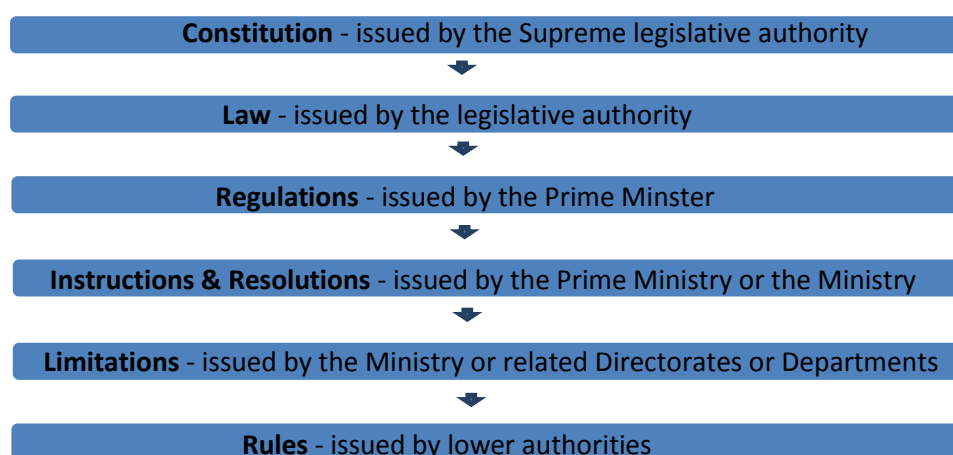 Constitution - issued by the Supreme legislative authority
Law - issued by the legislative authority
Regulations - issued by the Prime Minster
Instructions & Resolutions - issued by the Prime Ministry or the Ministry
Limitations - issued by the Ministry or related Directorates or Departments
Rules - issued by lower authorities